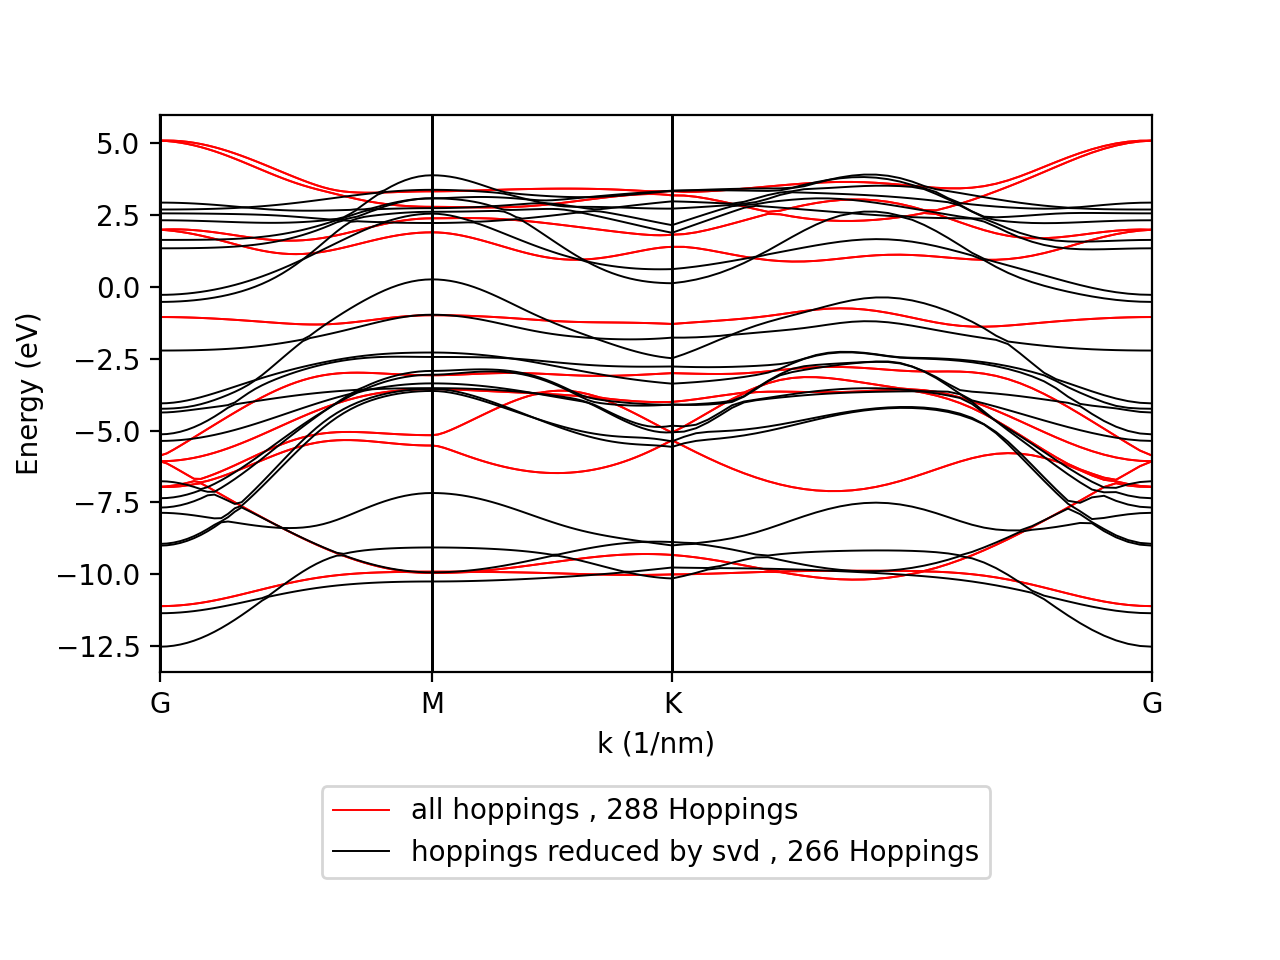 5.0
2.5
0.0
−2.5
−5.0
−7.5
−10.0
−12.5
Energy (eV)
G M K G
k (1/nm)
all hoppings , 288 Hoppings
hoppings reduced by svd , 266 Hoppings